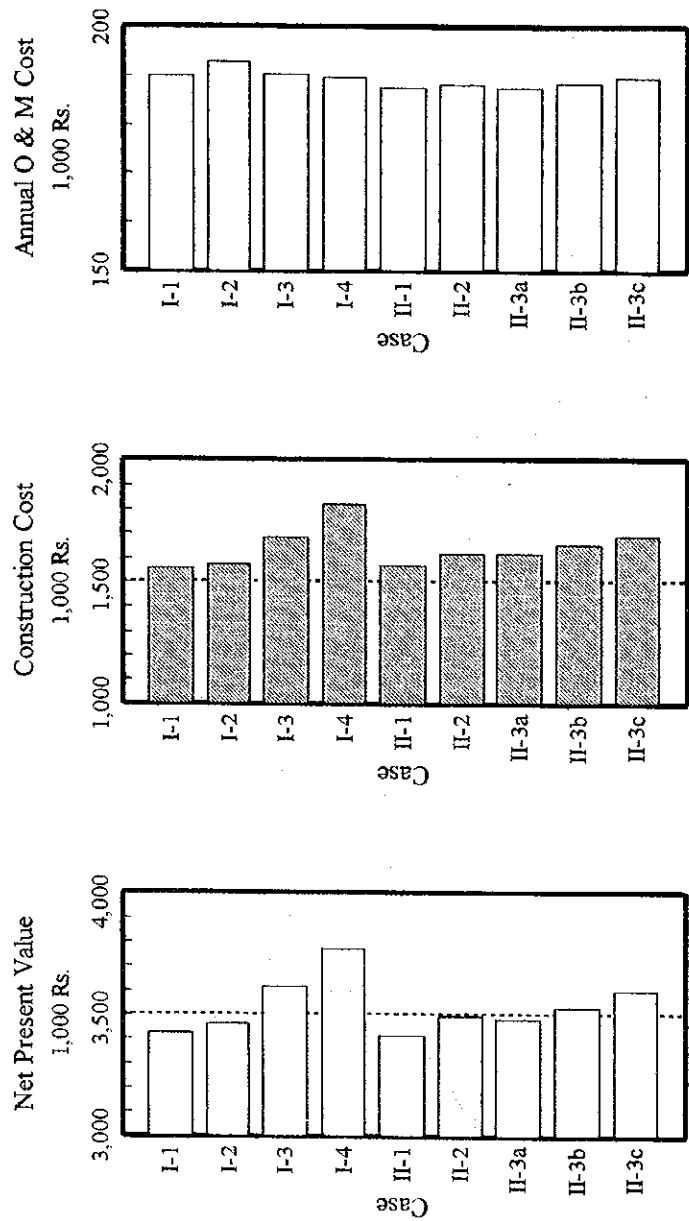 Net Present Value
1,000 Rs.
3,000
3,500
4,000
I-1
I-2
I-3
I-4
II-1
II-2
II-3a
II-3b
II-3c
Case
Construction Cost
1,000 Rs.
1,000
1,500
2,000
I-1
I-2
I-3
I-4
II-1
II-2
II-3a
II-3b
II-3c
Case
Annual O & M Cost
1,000 Rs.
150
200
I-1
I-2
I-3
I-4
II-1
II-2
II-3a
II-3b
II-3c
Case